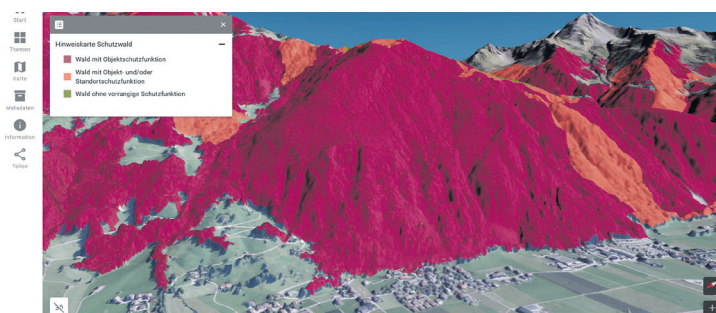 Start
Themen
Karte
Metadaten
Information
Teilen
Hinweiskarte Schutzwald
Wald mit Objektschutzfunktion
Wald mit Objekt- und/oder
Standortschutzfunktion
Wald ohne vorrangige Schutzfunktion